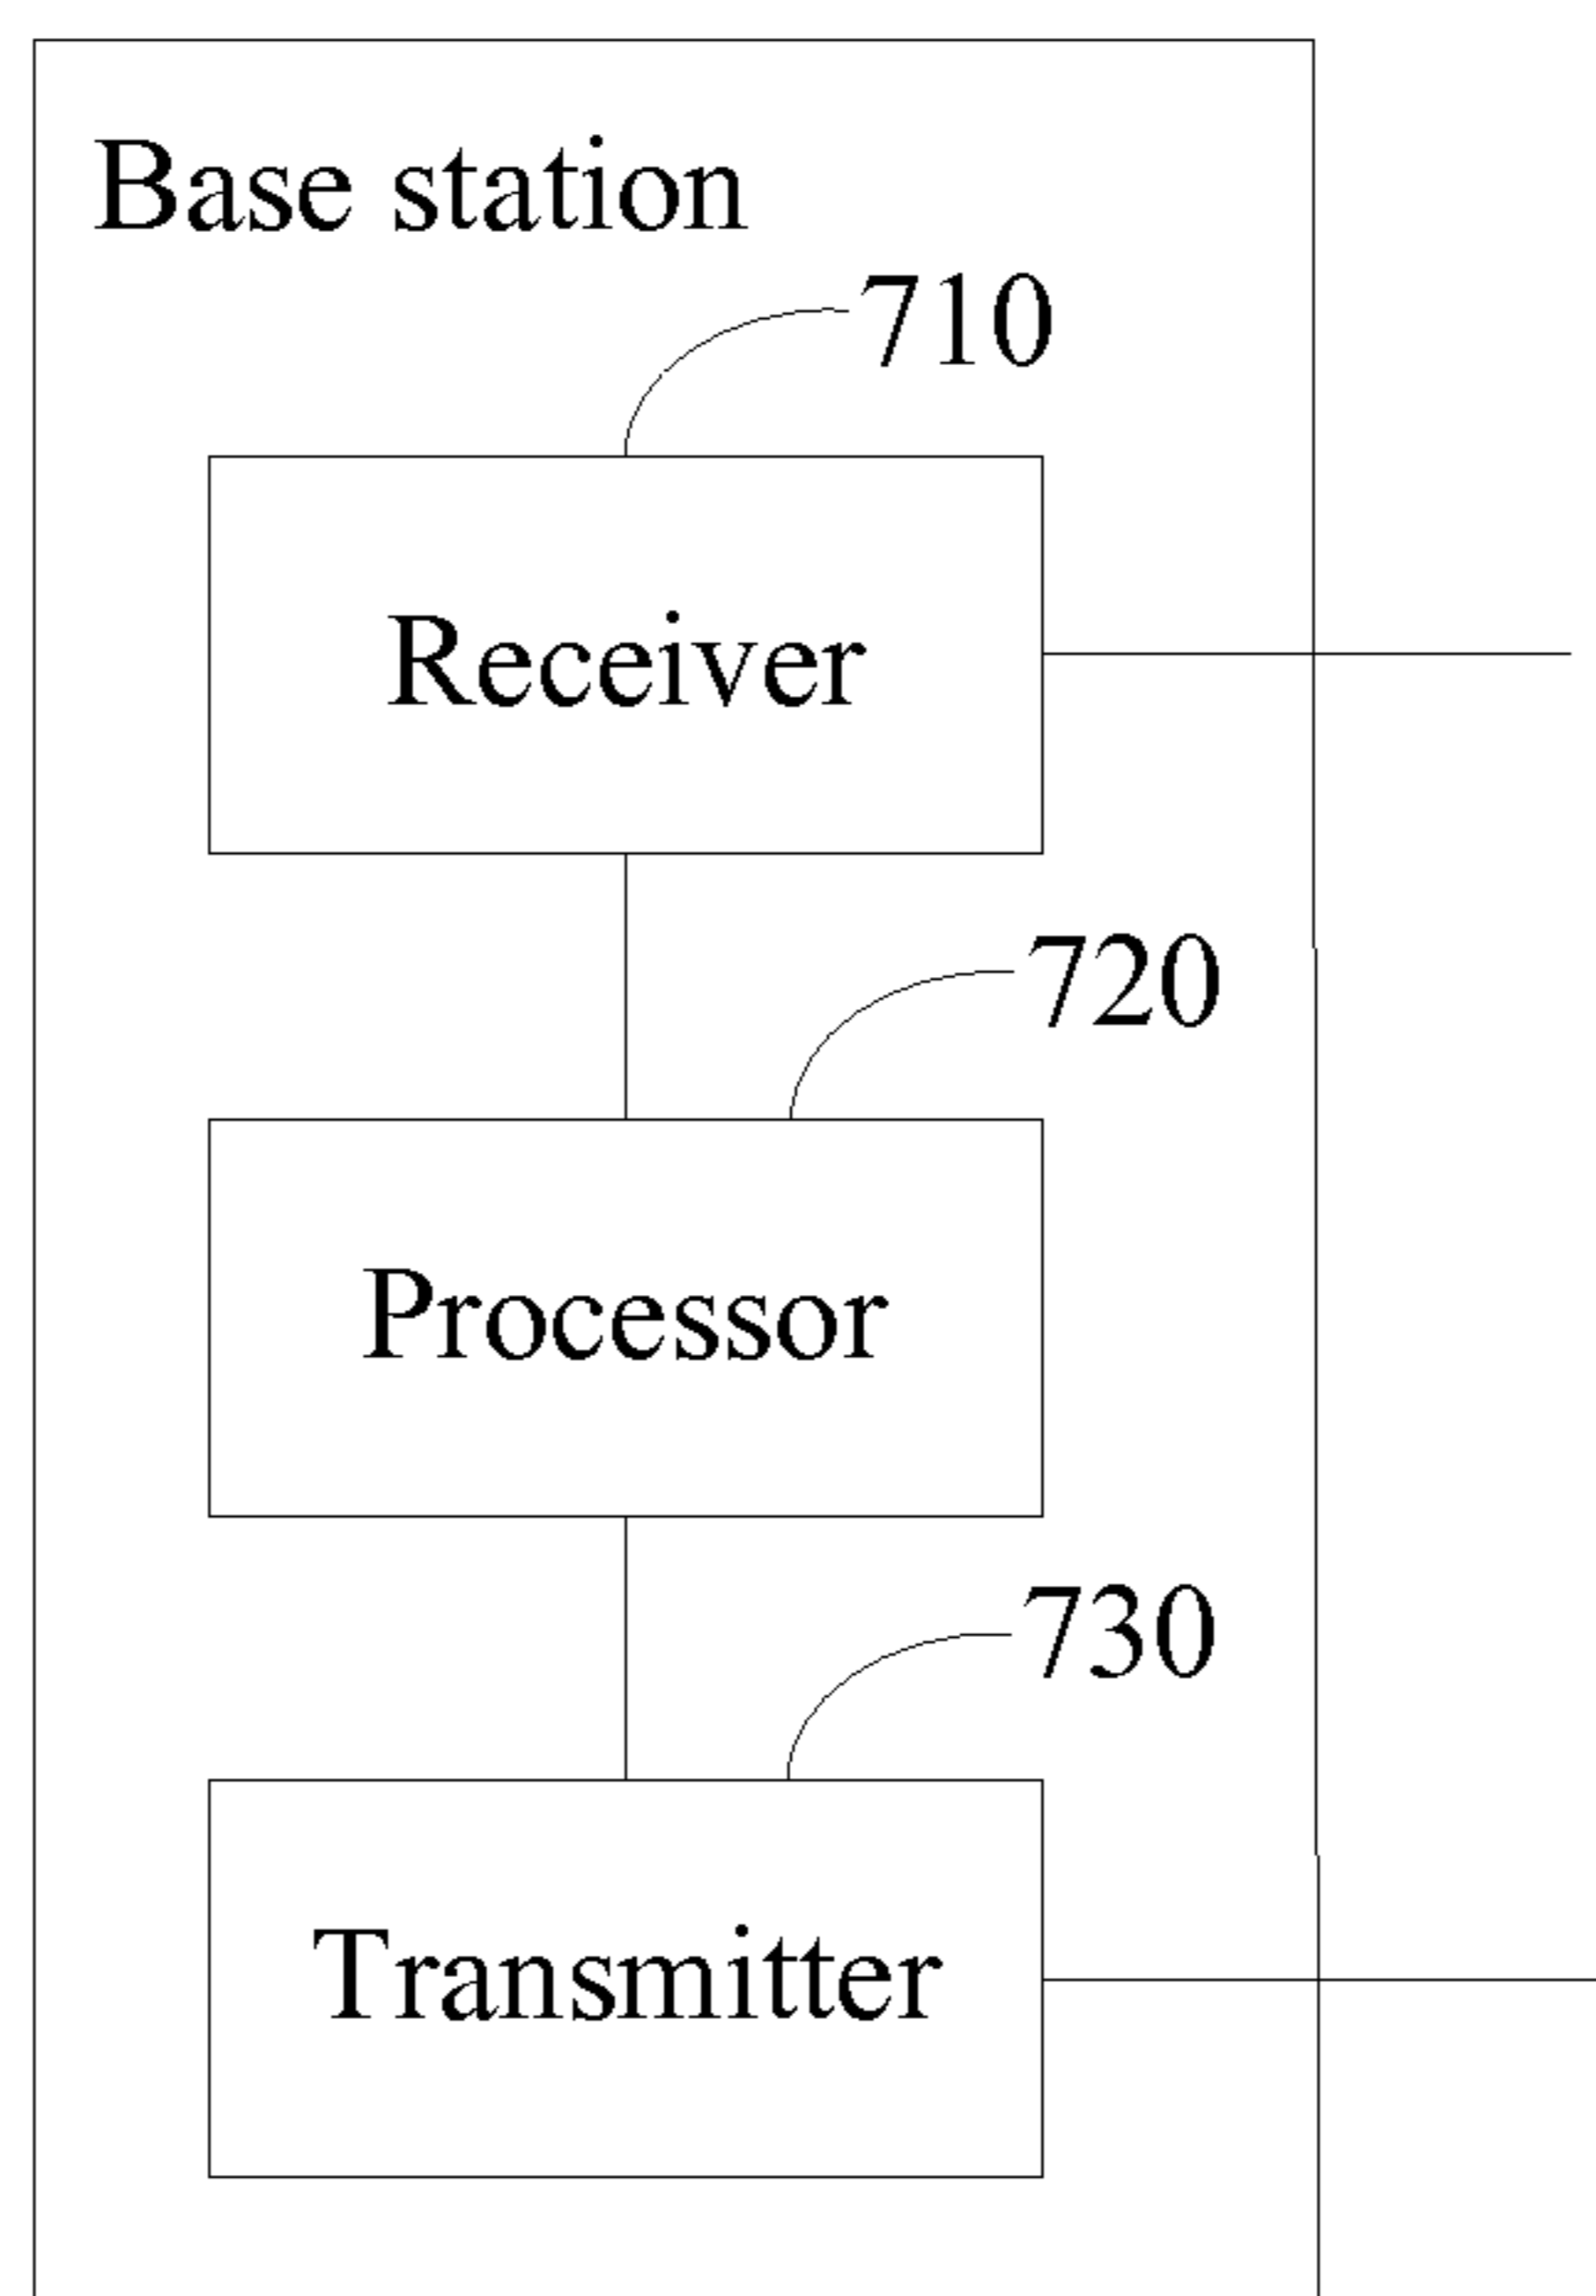 Base station
710
Receiver
720
Processor
730
Transmitter